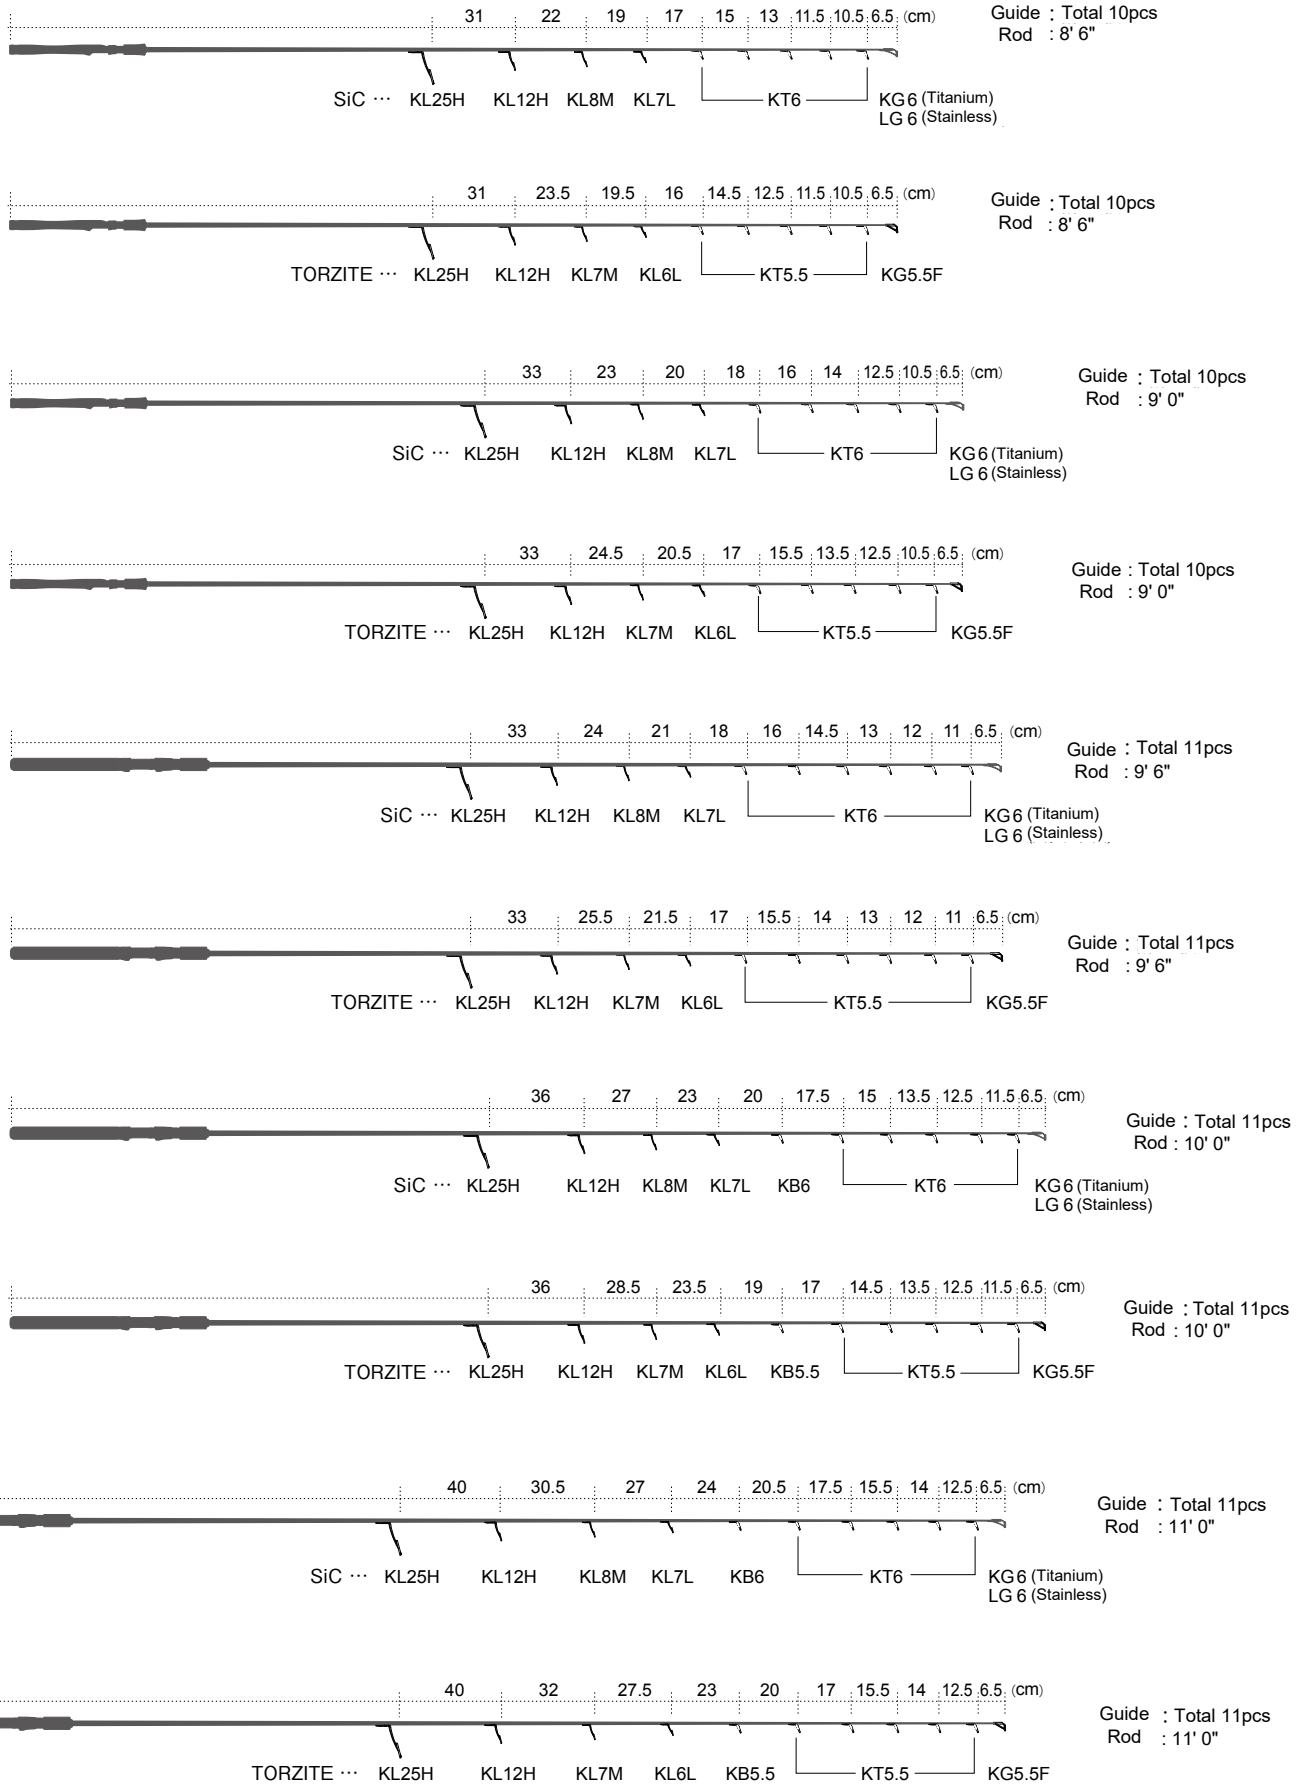 31 22 19 17 15 13 11.5 10.5 6.5 (cm) Guide : Total 10pcs
Rod : 8' 6"
SiC ··· KL25H KL12H KL8M KL7L KT6 KG6 (Titanium)
LG6 (Stainless)
31 23.5 19.5 16 14.5 12.5 11.5 10.5 6.5 (cm) Guide : Total 10pcs
Rod : 8' 6"
TORZITE ··· KL25H KL12H KL7M KL6L KT5.5 KG5.5F
33 23 20 18 16 14 12.5 10.5 6.5 (cm) Guide : Total 10pcs
Rod : 9' 0"
SiC ··· KL25H KL12H KL8M KL7L KT6 KG6 (Titanium)
LG6 (Stainless)
33 24.5 20.5 17 15.5 13.5 12.5 10.5 6.5 (cm)
Guide : Total 10pcs
Rod : 9' 0"
TORZITE ··· KL25H KL12H KL7M KL6L KT5.5 KG5.5F
33 24 21 18 16 14.5 13 12 11 6.5 (cm)
Guide : Total 11pcs
Rod : 9' 6"
SiC ··· KL25H KL12H KL8M KL7L KT6 KG6 (Titanium)
LG6 (Stainless)
33 25.5 21.5 17 15.5 14 13 12 11 6.5 (cm)
Guide : Total 11pcs
Rod : 9' 6"
TORZITE ··· KL25H KL12H KL7M KL6L KT5.5 KG5.5F
36 27 23 20 17.5 15 13.5 12.5 11.5 6.5 (cm)
Guide : Total 11pcs
Rod : 10' 0"
SiC ··· KL25H KL12H KL8M KL7L KB6 KT6 KG6 (Titanium)
LG6 (Stainless)
36 28.5 23.5 19 17 14.5 13.5 12.5 11.5 6.5 (cm)
Guide : Total 11pcs
Rod : 10' 0"
TORZITE ··· KL25H KL12H KL7M KL6L KB5.5 KT5.5 KG5.5F
40 30.5 27 24 20.5 17.5 15.5 14 12.5 6.5 (cm)
Guide : Total 11pcs
Rod : 11' 0"
SiC ··· KL25H KL12H KL8M KL7L KB6 KT6 KG6 (Titanium)
LG6 (Stainless)
40 32 27.5 23 20 17 15.5 14 12.5 6.5 (cm)
Guide : Total 11pcs
Rod : 11' 0"
TORZITE ··· KL25H KL12H KL7M KL6L KB5.5 KT5.5 KG5.5F